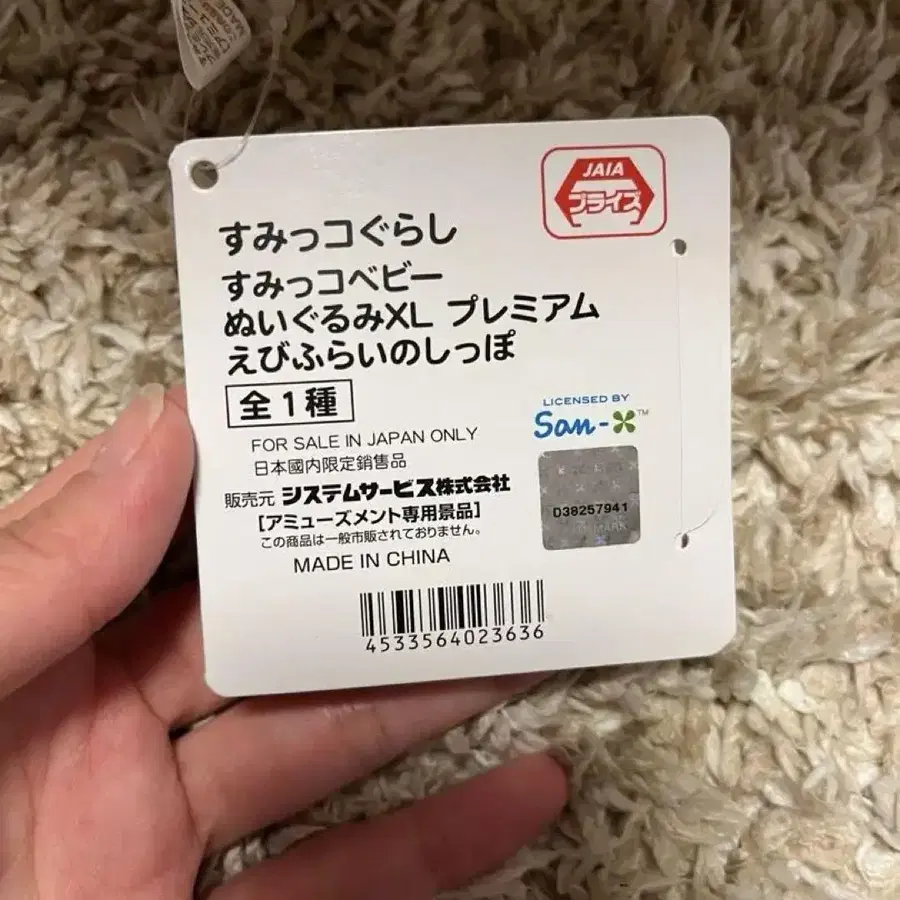 JAIA
プライズ
すみっコぐらし
すみっコベビー
ぬいぐるみXL プレミアム
えびふらいのしっぽ
全1種
LICENSED BY
San-X™
FOR SALE IN JAPAN ONLY
日本國内限定銷售品
販売元 システムサービス株式会社
[アミューズメント専用景品]
この商品は一般市販されておりません。
D38257941
MADE IN CHINA
4533564023636